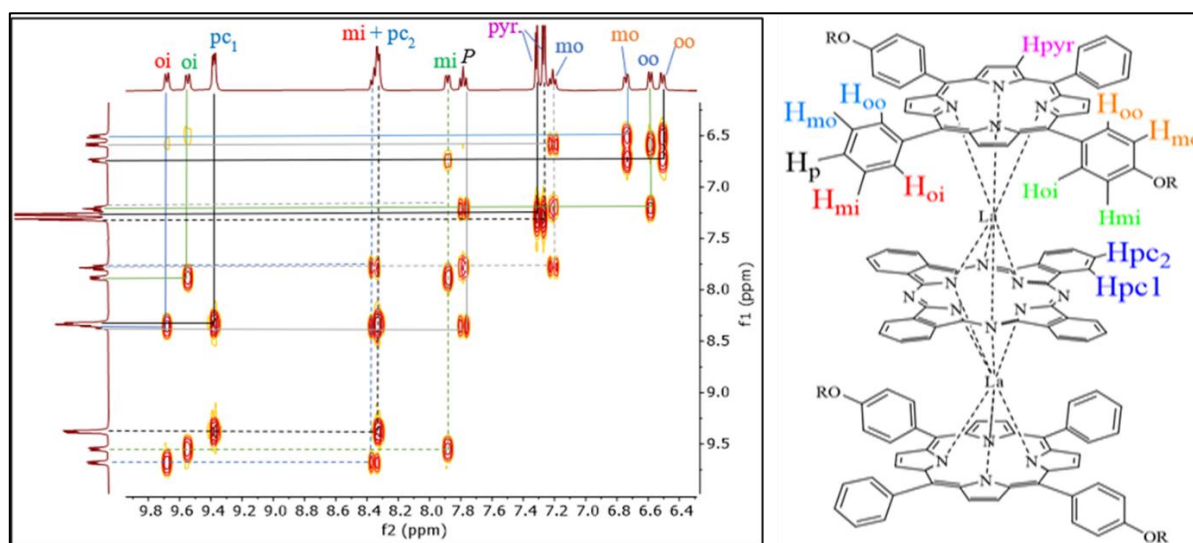 oi oi pc1 mi + pc2 mi P pyr. mo mo oo oo
6.5
7.0
7.5
8.0
8.5
9.0
9.5
f1 (ppm)
9.8 9.6 9.4 9.2 9.0 8.8 8.6 8.4 8.2 8.0 7.8 7.6 7.4 7.2 7.0 6.8 6.6 6.4
f2 (ppm)
RO Hpyr
N N N N
Hoo Hoo
Hmo Hmo
Hp OR
Hmi Hoi Hoi Hmi
La
N N N N N N N N
Hpc2
Hpc1
La
RO
N N N N
OR